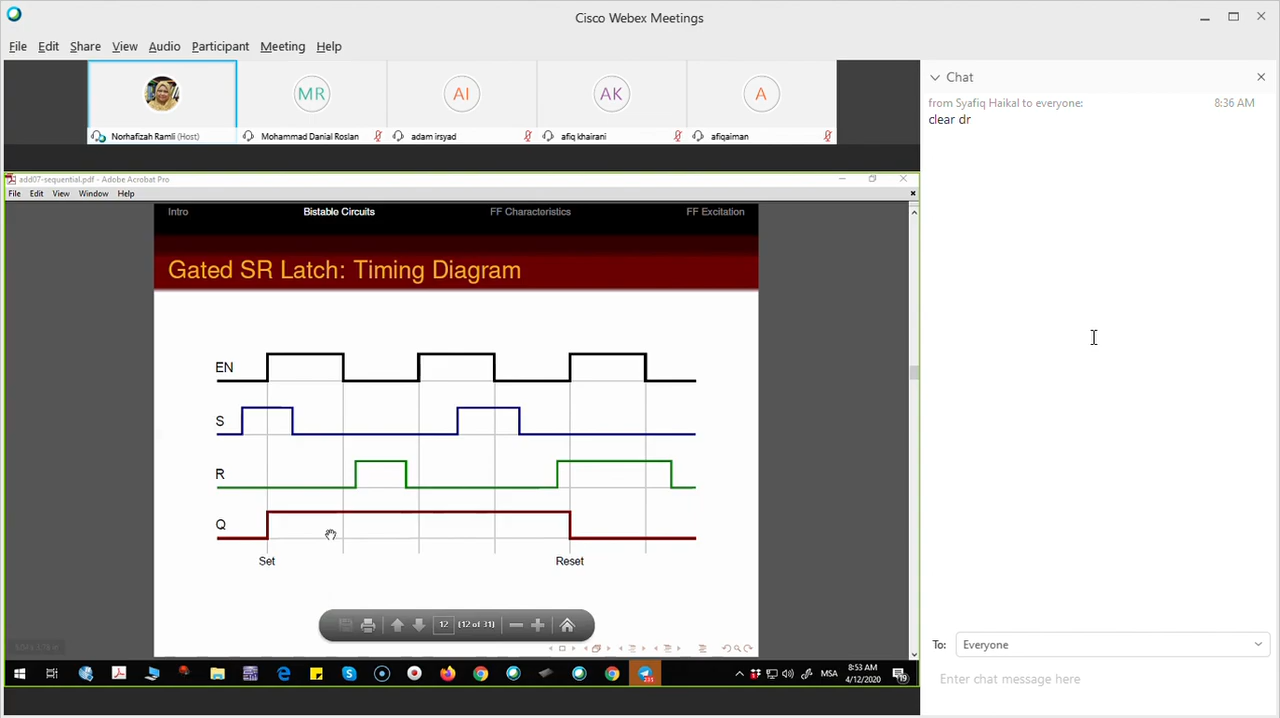 Cisco Webex Meetings
File Edit Share View Audio Participant Meeting Help
MR AI AK A
Norhafizah Ramli (Host) Mohammad Danial Roslan adam irsyad afiq khairani afiqaiman
Chat
from Syafiq Haikal to everyone: 8:36 AM
clear dr
add07-sequential.pdf - Adobe Acrobat Pro
File Edit View Window Help
Intro Bistable Circuits FF Characteristics FF Excitation
Gated SR Latch: Timing Diagram
EN
S
R
Q
Set Reset
12 (12 of 31)
To: Everyone
Enter chat message here
231
MSA
8:53 AM
4/12/2020
19